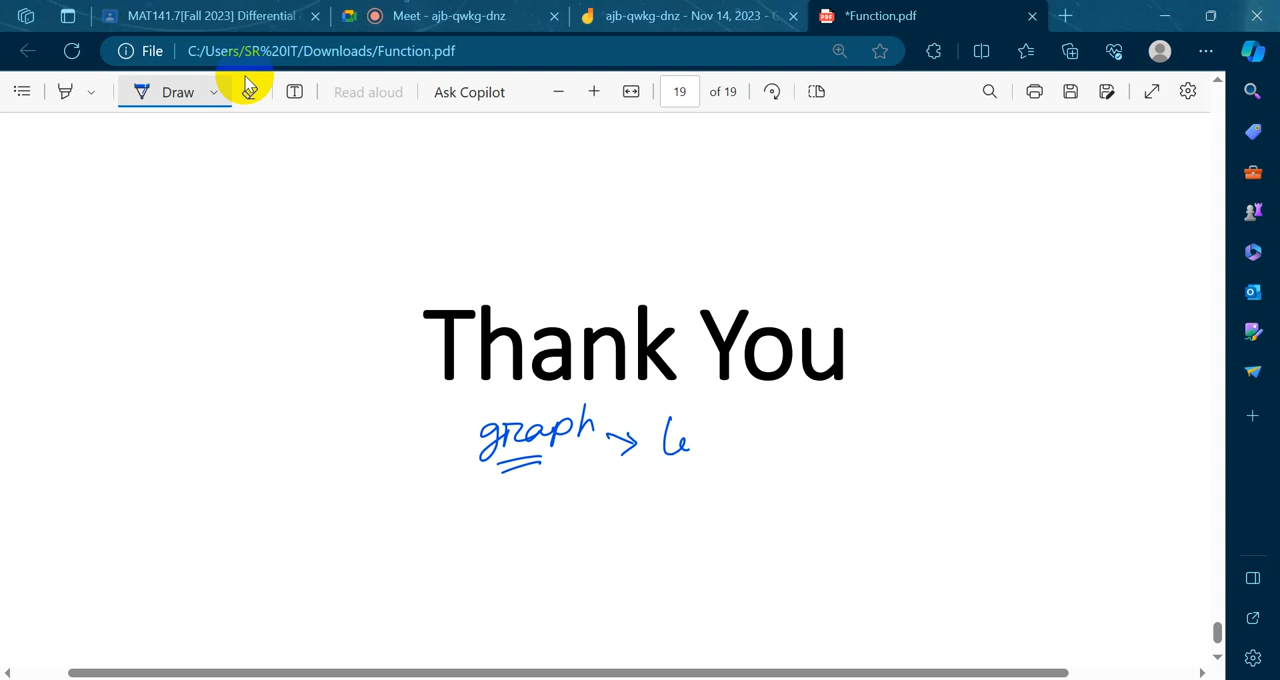 MAT141.7[Fall 2023] Differential
Meet - ajb-qwkg-dnz
ajb-qwkg-dnz - Nov 14, 2023 -
*Function.pdf
File
C:/Users/SR%20IT/Downloads/Function.pdf
Draw
Read aloud
Ask Copilot
19
of 19
Thank You
graph →